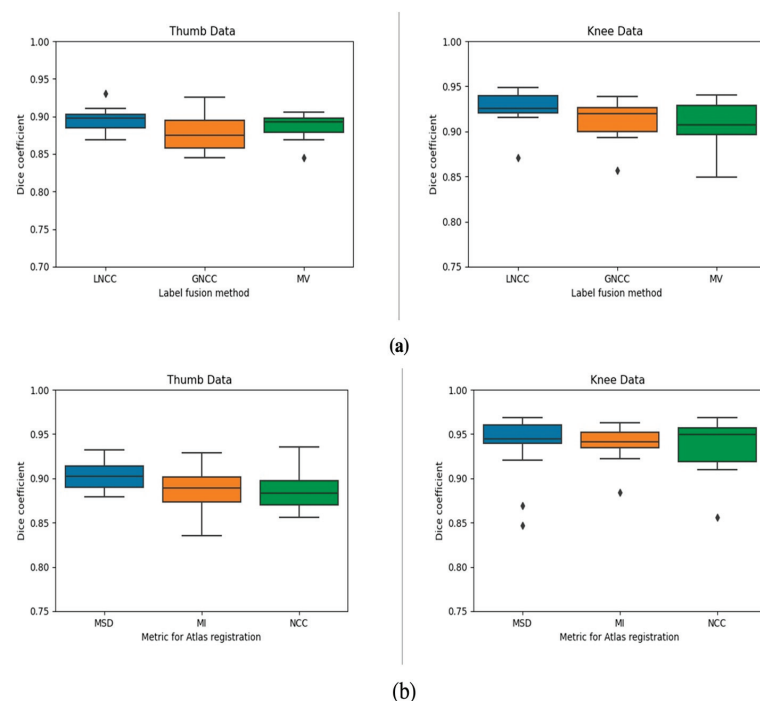 Thumb Data
1.00
0.95
0.90
0.85
0.80
0.75
0.70
Dice coefficient
LNCC GNCC MV
Label fusion method
Knee Data
1.00
0.95
0.90
0.85
0.80
0.75
Dice coefficient
LNCC GNCC MV
Label fusion method
(a)
Thumb Data
1.00
0.95
0.90
0.85
0.80
0.75
Dice coefficient
MSD MI NCC
Metric for Atlas registration
Knee Data
1.00
0.95
0.90
0.85
0.80
0.75
Dice coefficient
MSD MI NCC
Metric for Atlas registration
(b)